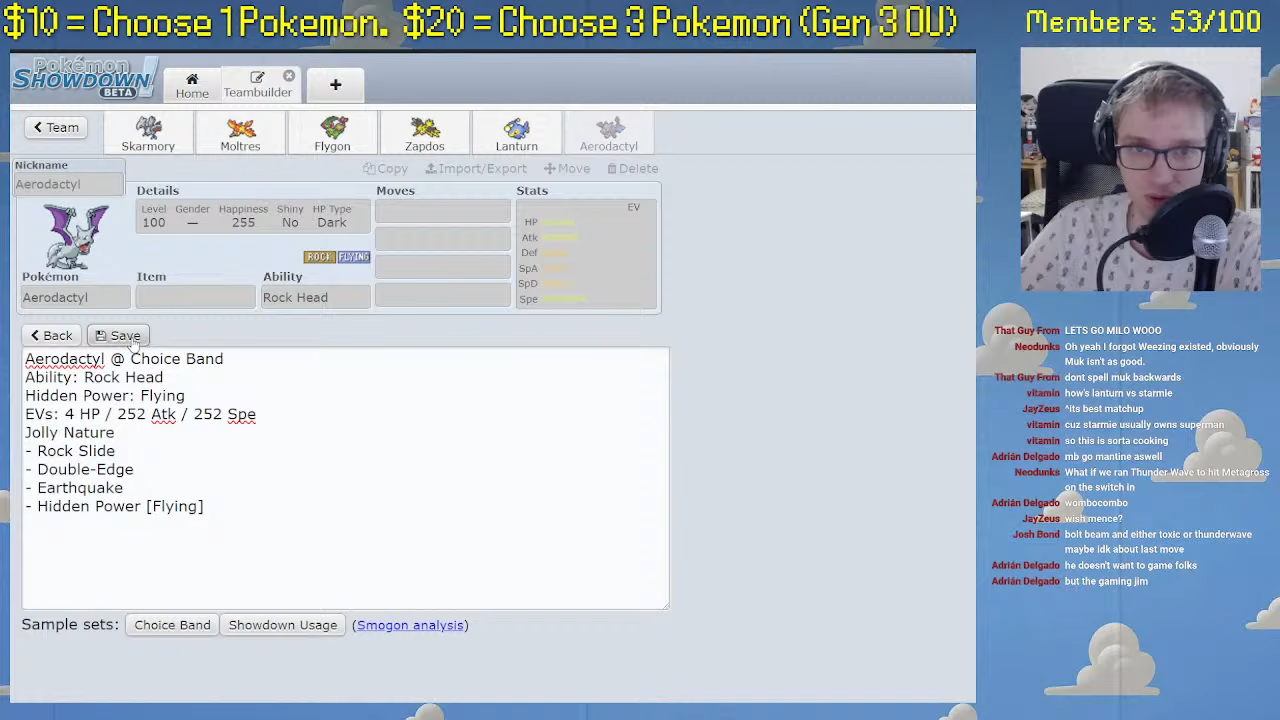 $10 = Choose 1 Pokemon. $20 = Choose 3 Pokemon (Gen 3 OU)
Members: 53/100
Pokémon
SHOWDOWN!
BETA
Home
Teambuilder
+
Team
Skarmory
Moltres
Flygon
Zapdos
Lanturn
Aerodactyl
Copy
Import/Export
Move
Delete
Nickname
Aerodactyl
Details
Level
Gender
Happiness
Shiny
HP Type
100
—
255
No
Dark
ROCK
FLYING
Pokémon
Item
Ability
Aerodactyl
Rock Head
Moves
Stats
EV
HP
Atk
Def
SpA
SpD
Spe
Back
Save
Aerodactyl @ Choice Band
Ability: Rock Head
Hidden Power: Flying
EVs: 4 HP / 252 Atk / 252 Spe
Jolly Nature
- Rock Slide
- Double-Edge
- Earthquake
- Hidden Power [Flying]
Sample sets:
Choice Band
Showdown Usage
(Smogon analysis)
That Guy From LETS GO MILO WOOO
Neodunks Oh yeah I forgot Weezing existed, obviously
Muk isn't as good.
That Guy From dont spell muk backwards
vitamin how's lanturn vs starmie
JayZeus ^its best matchup
vitamin cuz starmie usually owns superman
vitamin so this is sorta cooking
Adrián Delgado mb go mantine aswell
Neodunks What if we ran Thunder Wave to hit Metagross
on the switch in
Adrián Delgado wombocombo
JayZeus wish mence?
Josh Bond bolt beam and either toxic or thunderwave
maybe idk about last move
Adrián Delgado he doesn't want to game folks
Adrián Delgado but the gaming jim